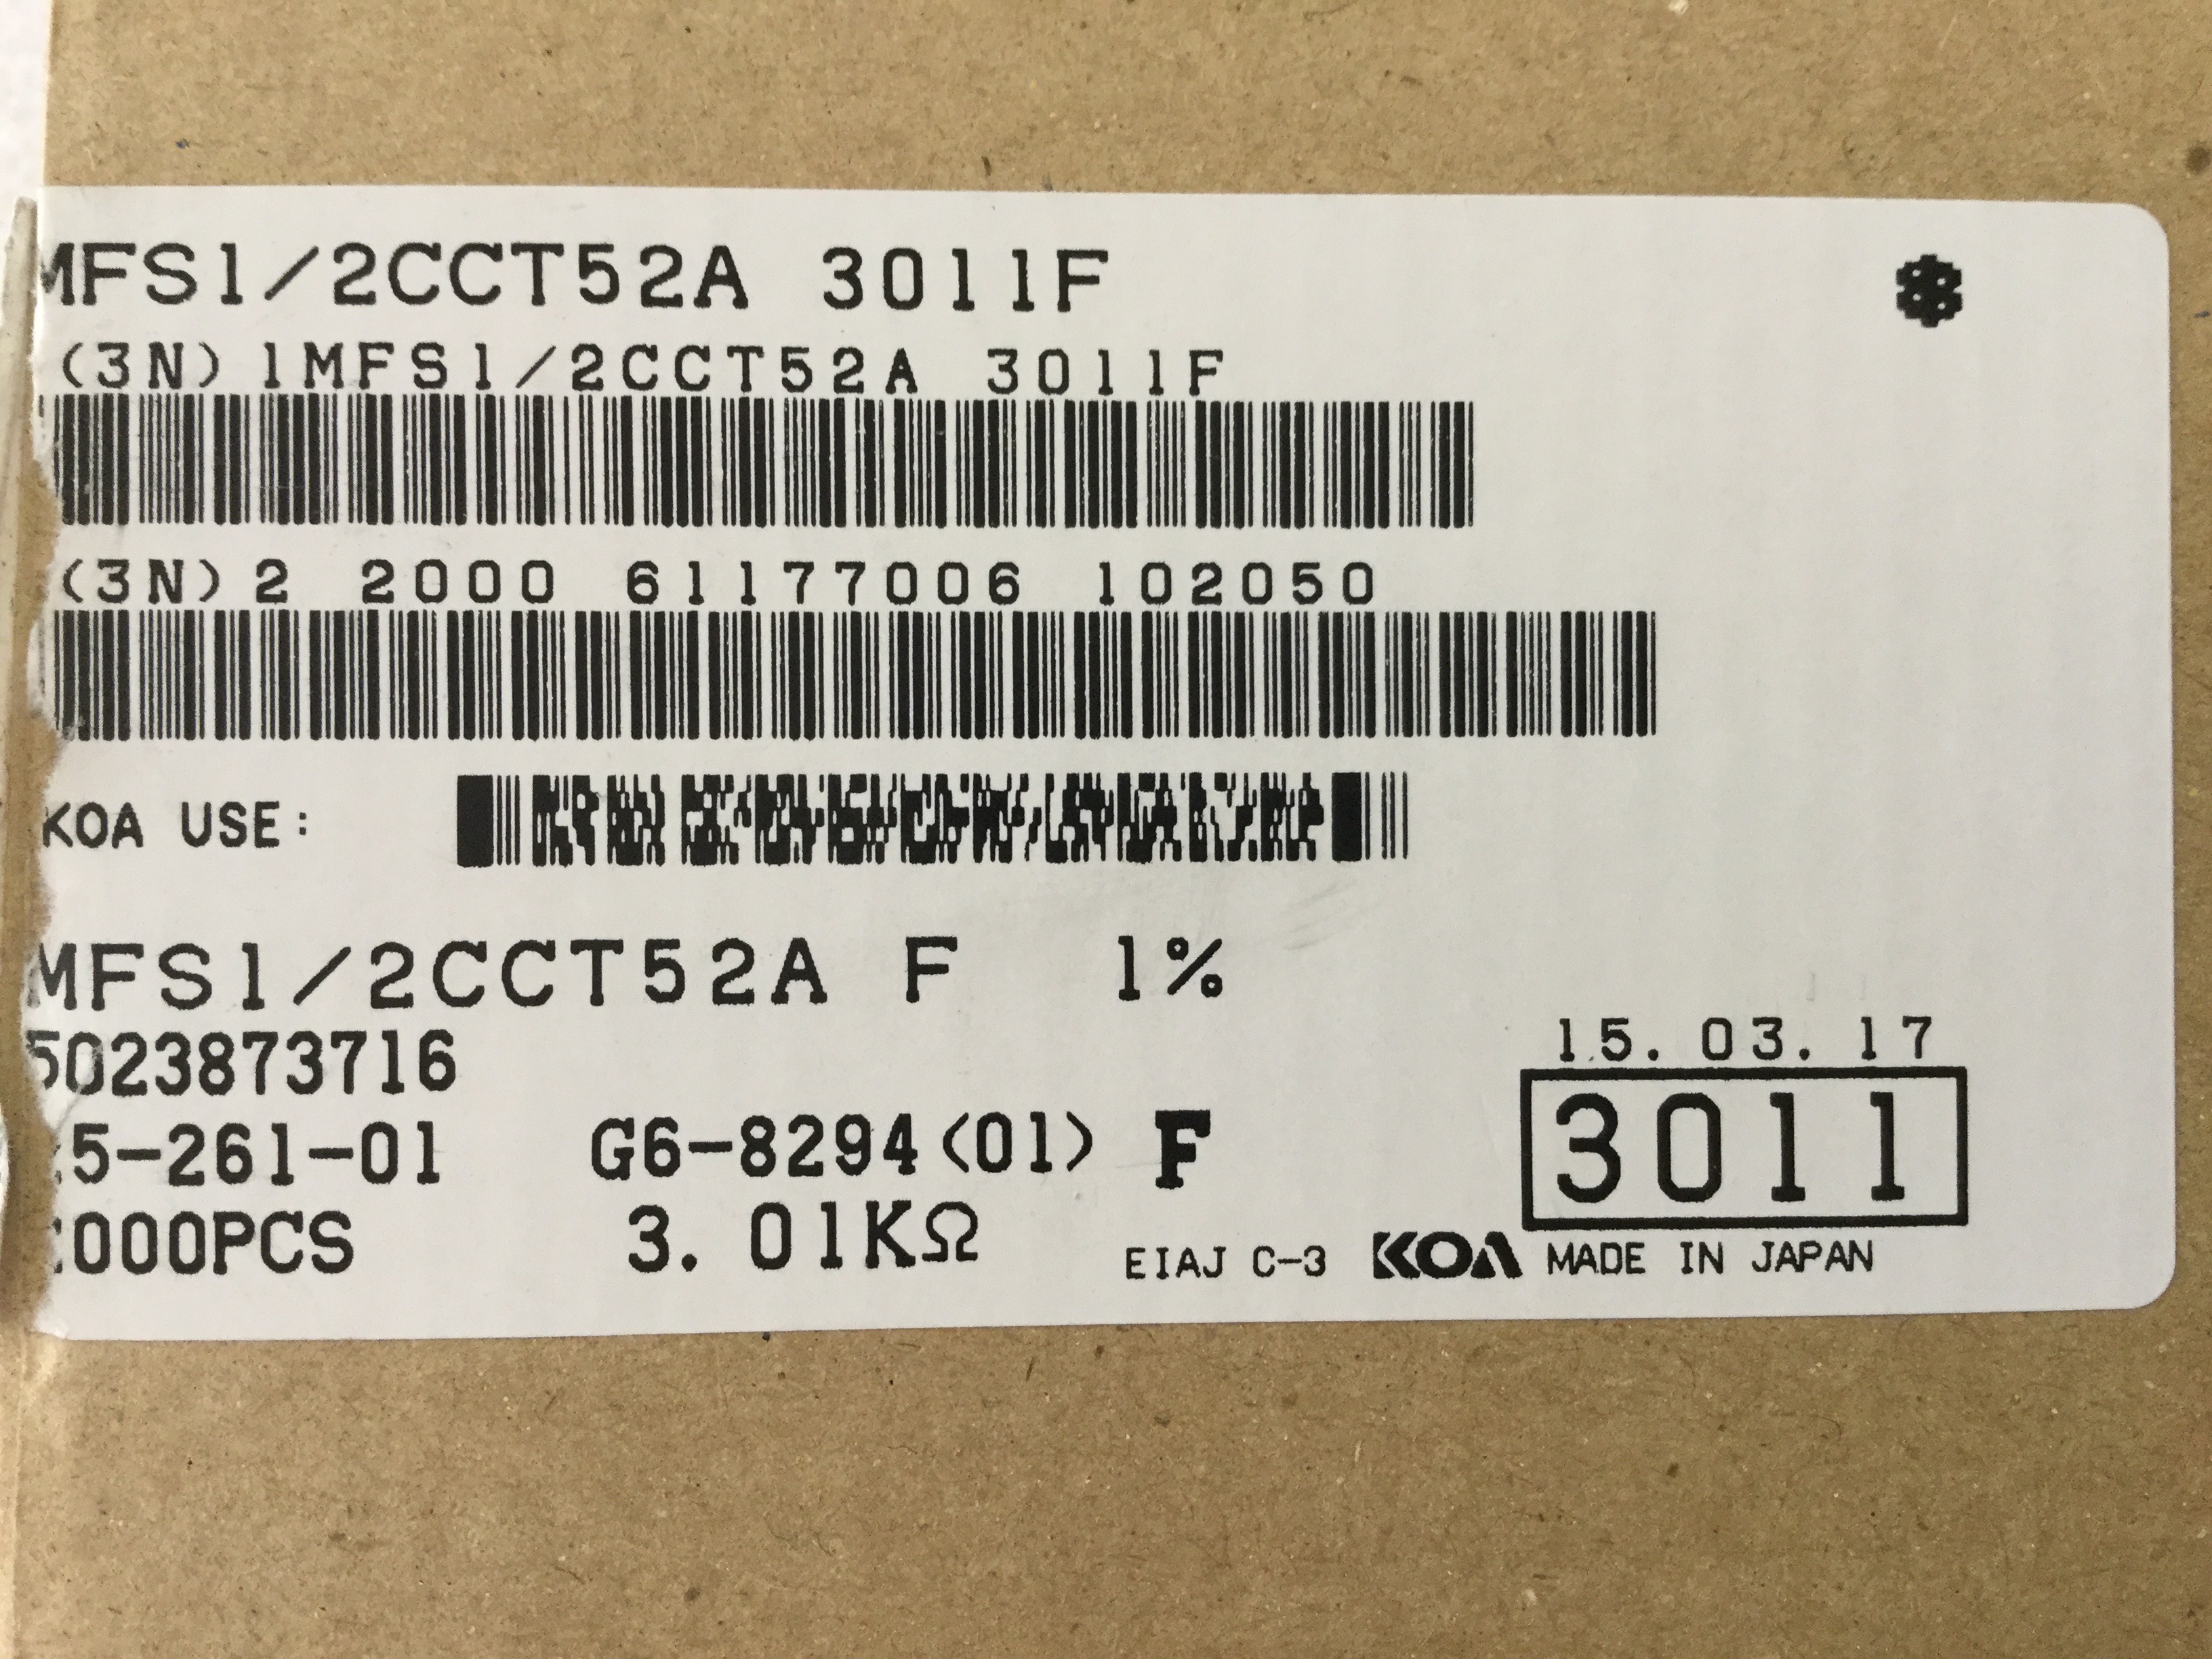 MFS1/2CCT52A 3011F
(3N)1MFS1/2CCT52A 3011F
(3N)2 2000 61177006 102050
KOA USE:
MFS1/2CCT52A F 1%
5023873716
15.03.17
5-261-01 G6-8294(01) F
3011
000PCS 3.01KΩ
EIAJ C-3 KOA MADE IN JAPAN